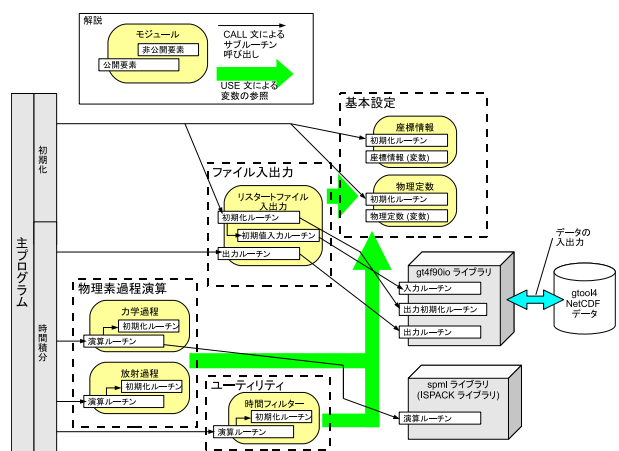 解説
モジュール
非公開要素
公開要素
CALL 文による
サブルーチン
呼び出し
USE 文による
変数の参照
主プログラム
初期化
時間積分
基本設定
座標情報
初期化ルーチン
座標情報 (変数)
物理定数
初期化ルーチン
物理定数 (変数)
ファイル入出力
リスタートファイル
入出力
初期化ルーチン
初期値入力ルーチン
出力ルーチン
gt4f90io ライブラリ
入力ルーチン
出力初期化ルーチン
出力ルーチン
データの
入出力
gtool4
NetCDF
データ
物理素過程演算
力学過程
初期化ルーチン
演算ルーチン
放射過程
初期化ルーチン
演算ルーチン
ユーティリティ
時間フィルター
初期化ルーチン
演算ルーチン
spml ライブラリ
(ISPACK ライブラリ)
演算ルーチン